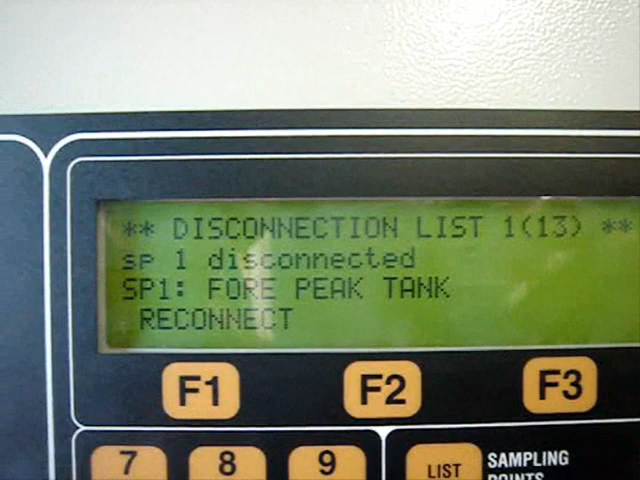 ** DISCONNECTION LIST 1(13) **
sp 1 disconnected
SP1: FORE PEAK TANK
RECONNECT
F1 F2 F3
7 8 9 LIST SAMPLING
POINTS